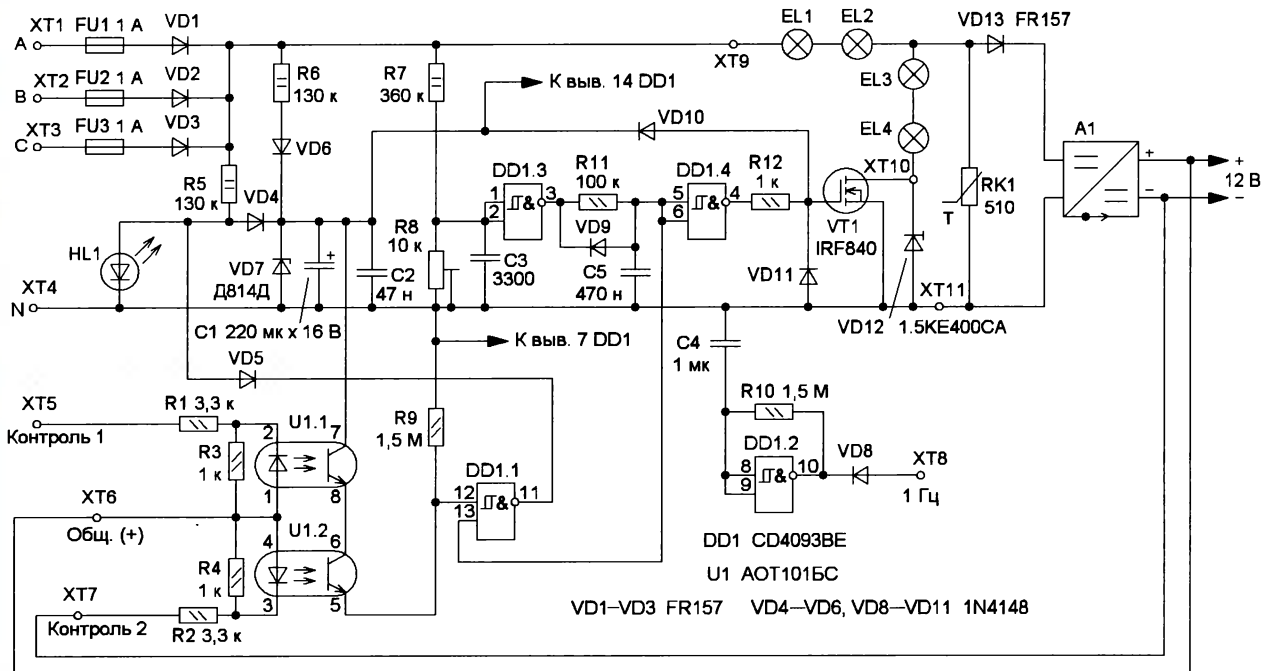 XT1 FU1 1 А VD1
A
XT2 FU2 1 А VD2
B
XT3 FU3 1 А VD3
C
R5
130 к
VD4
HL1
XT4
N
R6
130 к
VD6
VD7
Д814Д
C1 220 мк x 16 В
R7
360 к
К выв. 14 DD1
VD10
R8
10 к
C2
47 н
C3
3300
DD1.3
1
2
&
3
R11
100 к
VD9
C5
470 н
DD1.4
5
6
&
4
R12
1 к
VD11
VT1
IRF840
XT9
EL1
EL2
EL3
EL4
XT10
VD12 1.5KE400CA
XT11
VD13 FR157
RK1
510
T
A1
+
−
+
12 В
−
К выв. 7 DD1
VD5
XT5
Контроль 1
R1 3,3 к
R3
1 к
U1.1
2
1
7
8
XT6
Общ. (+)
U1.2
4
3
6
5
R4
1 к
XT7
Контроль 2
R2 3,3 к
R9
1,5 М
DD1.1
12
13
&
11
C4
1 мк
R10 1,5 М
DD1.2
8
9
&
10
VD8
XT8
1 Гц
DD1 CD4093BE
U1 АОТ101БС
VD1–VD3 FR157 VD4–VD6, VD8–VD11 1N4148